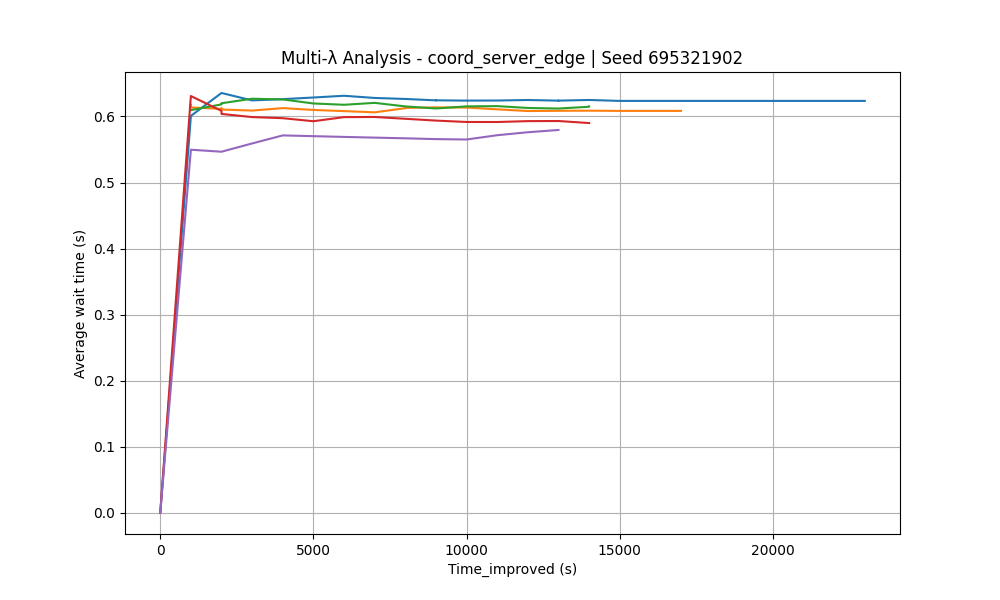 Multi-λ Analysis - coord_server_edge | Seed 695321902
Average wait time (s)
0.6
0.5
0.4
0.3
0.2
0.1
0.0
0 5000 10000 15000 20000
Time_improved (s)